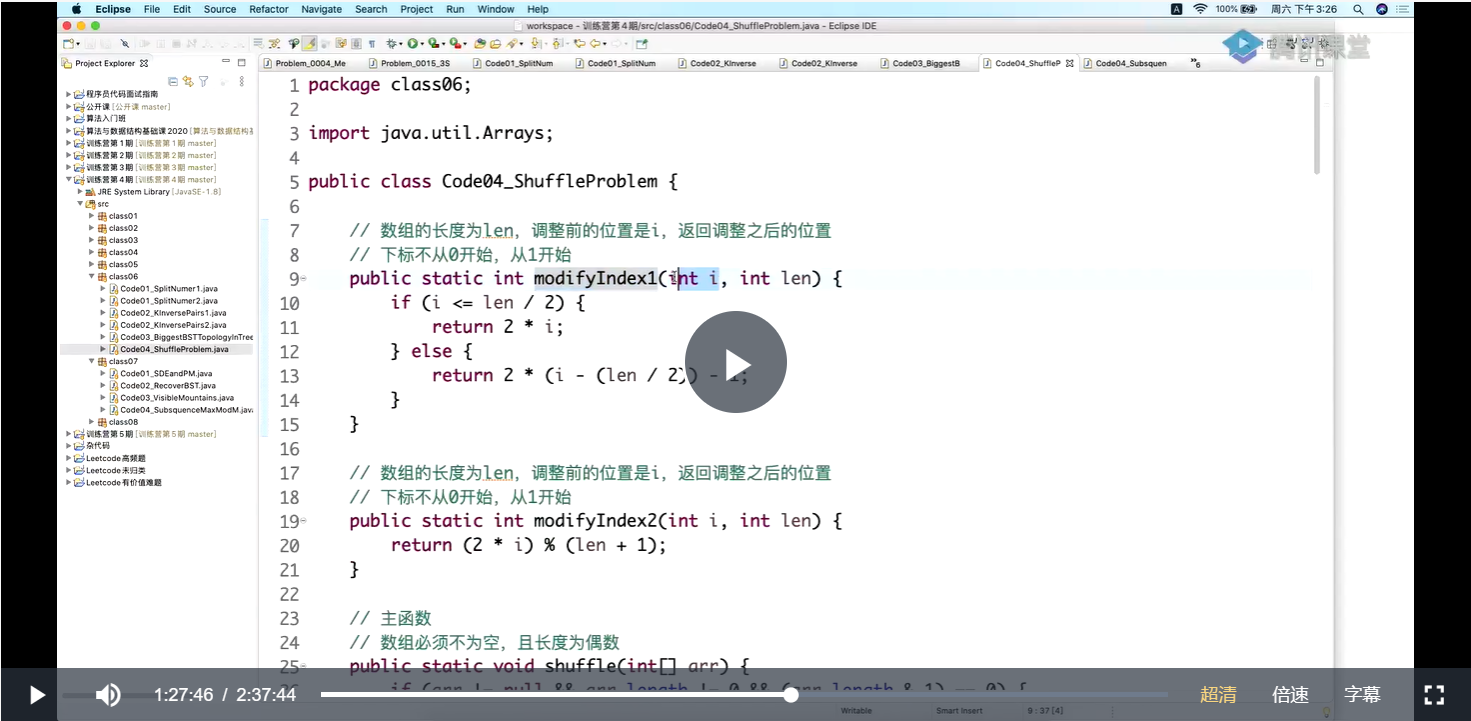 Eclipse File Edit Source Refactor Navigate Search Project Run Window Help
100% 周六下午3:26
workspace - 训练营第4期/src/class06/Code04_ShuffleProblem.java - Eclipse IDE
Project Explorer
Problem_0004_Me Problem_0015_3S Code01_SplitNum Code01_SplitNum Code02_KInverse Code02_KInverse Code03_BiggestB Code04_ShuffleP Code04_Subsquen
程序员代码面试指南
公开课 [公开课 master]
算法入门班
算法与数据结构基础课2020 [算法与数据结构基
训练营第1期 [训练营第1期 master]
训练营第2期 [训练营第2期 master]
训练营第3期 [训练营第3期 master]
训练营第4期 [训练营第4期 master]
JRE System Library [JavaSE-1.8]
src
class01
class02
class03
class04
class05
class06
Code01_SplitNumer1.java
Code01_SplitNumer2.java
Code02_KInversePairs1.java
Code02_KInversePairs2.java
Code03_BiggestBSTTopologyInTree
Code04_ShuffleProblem.java
class07
Code01_SDEandPM.java
Code02_RecoverBST.java
Code03_VisibleMountains.java
Code04_SubsquenceMaxModM.java
class08
训练营第5期 [训练营第5期 master]
杂代码
Leetcode高频题
Leetcode未归类
Leetcode有价值难题
1 package class06;
2
3 import java.util.Arrays;
4
5 public class Code04_ShuffleProblem {
6
7 // 数组的长度为len，调整前的位置是i，返回调整之后的位置
8 // 下标不从0开始，从1开始
9 public static int modifyIndex1(int i, int len) {
10 if (i <= len / 2) {
11 return 2 * i;
12 } else {
13 return 2 * (i - (len / 2)) - 1;
14 }
15 }
16
17 // 数组的长度为len，调整前的位置是i，返回调整之后的位置
18 // 下标不从0开始，从1开始
19 public static int modifyIndex2(int i, int len) {
20 return (2 * i) % (len + 1);
21 }
22
23 // 主函数
24 // 数组必须不为空，且长度为偶数
25 public static void shuffle(int[] arr) {
if (arr != null && arr.length != 0 && (arr.length & 1) == 0) {
1:27:46 / 2:37:44 超清 倍速 字幕
Writable Smart Insert 9 : 37 [4]